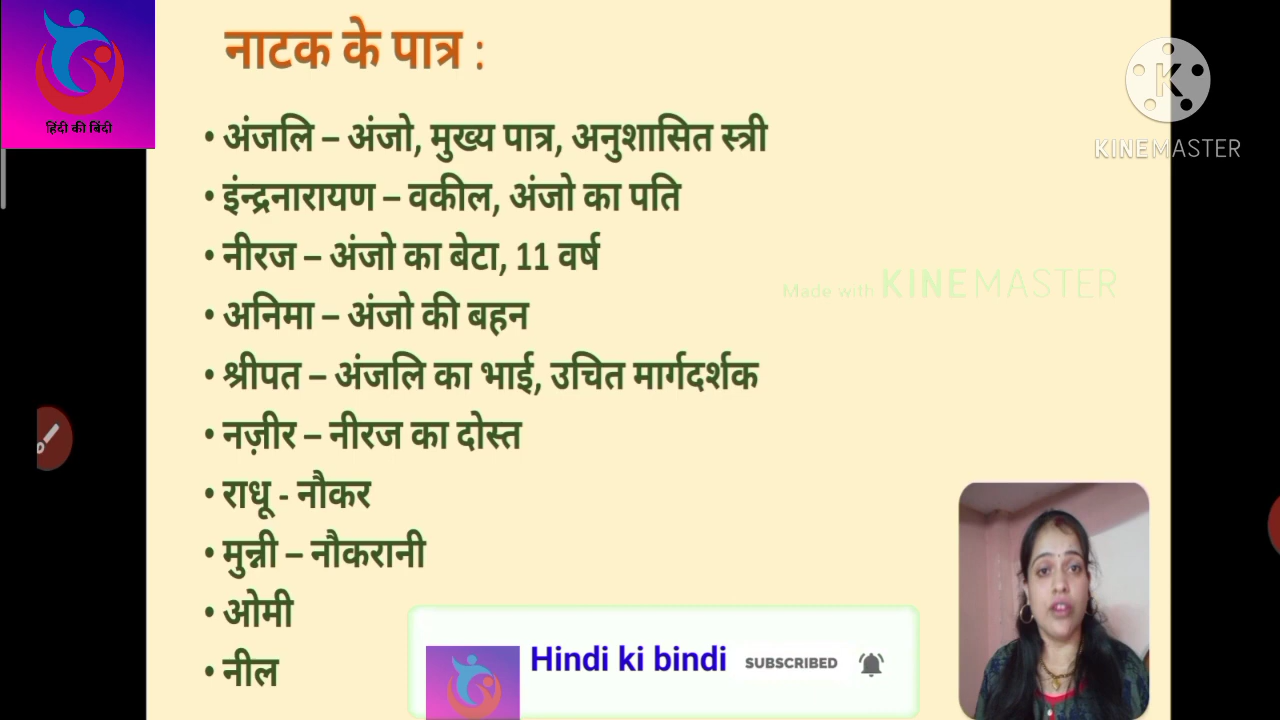 नाटक के पात्र :
हिंदी की बिंदी
KINEMASTER
• अंजलि – अंजो, मुख्य पात्र, अनुशासित स्त्री
• इंन्द्रनारायण – वकील, अंजो का पति
• नीरज – अंजो का बेटा, 11 वर्ष
Made with KINEMASTER
• अनिमा – अंजो की बहन
• श्रीपत – अंजलि का भाई, उचित मार्गदर्शक
• नज़ीर – नीरज का दोस्त
• राधू - नौकर
• मुन्नी – नौकरानी
• ओमी
• नील
Hindi ki bindi SUBSCRIBED